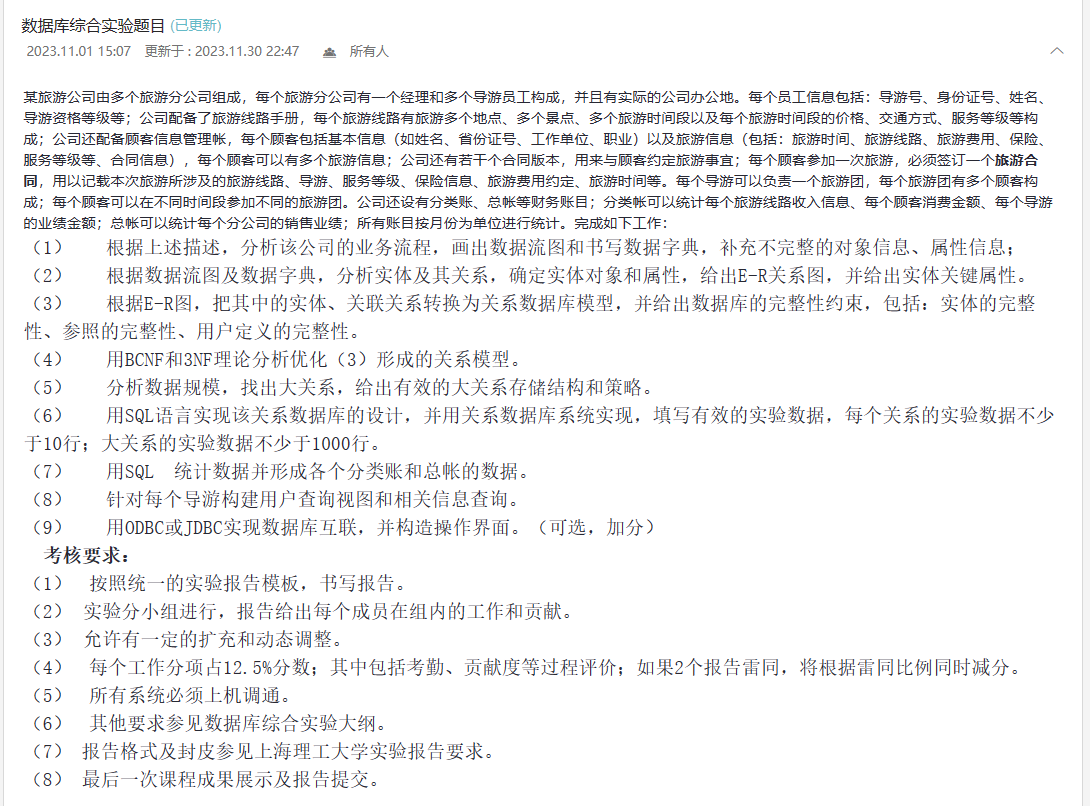 数据库综合实验题目 (已更新)
2023.11.01 15:07 更新于 : 2023.11.30 22:47 所有人
某旅游公司由多个旅游分公司组成，每个旅游分公司有一个经理和多个导游员工构成，并且有实际的公司办公地。每个员工信息包括：导游号、身份证号、姓名、
导游资格等级等；公司配备了旅游线路手册，每个旅游线路有旅游多个地点、多个景点、多个旅游时间段以及每个旅游时间段的价格、交通方式、服务等级等构
成；公司还配备顾客信息管理帐，每个顾客包括基本信息（如姓名、省份证号、工作单位、职业）以及旅游信息（包括：旅游时间、旅游线路、旅游费用、保险、
服务等级等、合同信息），每个顾客可以有多个旅游信息；公司还有若干个合同版本，用来与顾客约定旅游事宜；每个顾客参加一次旅游，必须签订一个旅游合
同，用以记载本次旅游所涉及的旅游线路、导游、服务等级、保险信息、旅游费用约定、旅游时间等。每个导游可以负责一个旅游团，每个旅游团有多个顾客构
成；每个顾客可以在不同时间段参加不同的旅游团。公司还设有分类账、总帐等财务账目；分类帐可以统计每个旅游线路收入信息、每个顾客消费金额、每个导游
的业绩金额；总帐可以统计每个分公司的销售业绩；所有账目按月份为单位进行统计。完成如下工作：
（1） 根据上述描述，分析该公司的业务流程，画出数据流图和书写数据字典，补充不完整的对象信息、属性信息；
（2） 根据数据流图及数据字典，分析实体及其关系，确定实体对象和属性，给出E-R关系图，并给出实体关键属性。
（3） 根据E-R图，把其中的实体、关联关系转换为关系数据库模型，并给出数据库的完整性约束，包括：实体的完整
性、参照的完整性、用户定义的完整性。
（4） 用BCNF和3NF理论分析优化（3）形成的关系模型。
（5） 分析数据规模，找出大关系，给出有效的大关系存储结构和策略。
（6） 用SQL语言实现该关系数据库的设计，并用关系数据库系统实现，填写有效的实验数据，每个关系的实验数据不少
于10行；大关系的实验数据不少于1000行。
（7） 用SQL 统计数据并形成各个分类账和总帐的数据。
（8） 针对每个导游构建用户查询视图和相关信息查询。
（9） 用ODBC或JDBC实现数据库互联，并构造操作界面。（可选，加分）
考核要求：
（1） 按照统一的实验报告模板，书写报告。
（2） 实验分小组进行，报告给出每个成员在组内的工作和贡献。
（3） 允许有一定的扩充和动态调整。
（4） 每个工作分项占12.5%分数；其中包括考勤、贡献度等过程评价；如果2个报告雷同，将根据雷同比例同时减分。
（5） 所有系统必须上机调通。
（6） 其他要求参见数据库综合实验大纲。
（7） 报告格式及封皮参见上海理工大学实验报告要求。
（8） 最后一次课程成果展示及报告提交。